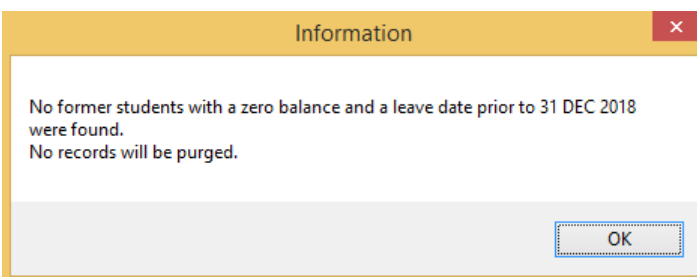 Information
No former students with a zero balance and a leave date prior to 31 DEC 2018
were found.
No records will be purged.
OK